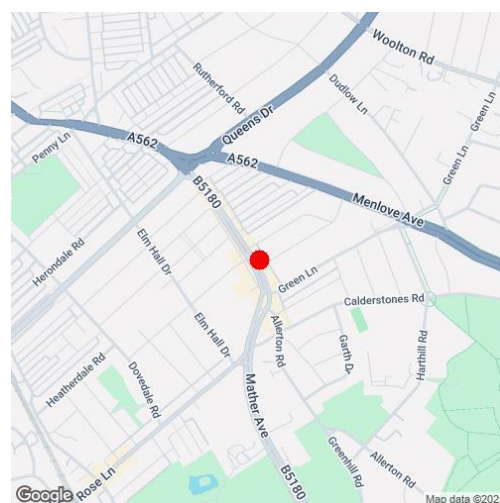 Woolton Rd
Rutherford Rd
Dudlow Ln
Green Ln
Queens Dr
A562
Penny Ln
A562
Green Ln
B5180
Menlove Ave
Herondale Rd
Elm Hall Dr
Green Ln
Calderstones Rd
Elm Hall Dr
Allerton Rd
Garth D
Harthill Rd
Heatherdale Rd
Dovedale Rd
Mather Ave
Greenhill Rd
Allerton Rd
Rose Ln
B5180
Google
Map data ©202